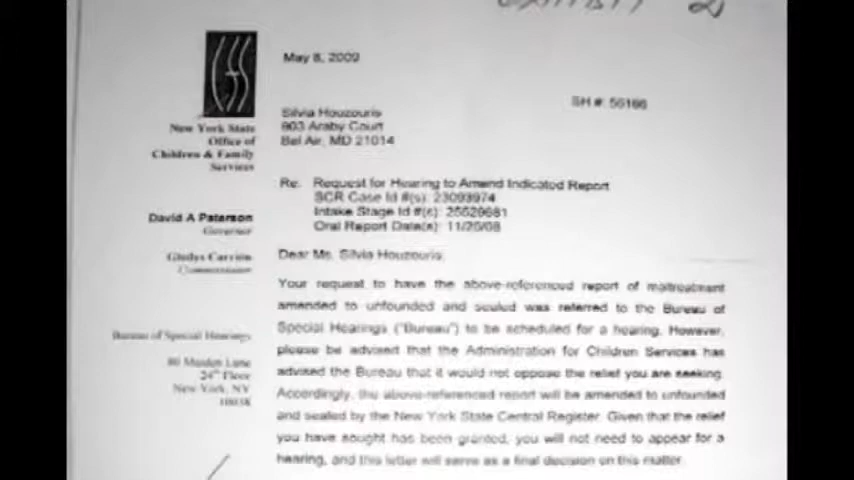 EXHIBIT 2
May 8, 2009
SH #: 55166
New York State
Office of
Children & Family
Services
Silvia Houzouris
803 Araby Court
Bel Air, MD 21014
David A Paterson
Governor
Gladys Carrión
Commissioner
Re: Request for Hearing to Amend Indicated Report
SCR Case Id #(s): 23093974
Intake Stage Id #(s): 25529681
Oral Report Date(s): 11/25/08
Dear Ms. Silvia Houzouris:
Your request to have the above-referenced report of maltreatment
amended to unfounded and sealed was referred to the Bureau of
Special Hearings ("Bureau") to be scheduled for a hearing. However,
please be advised that the Administration for Children Services has
advised the Bureau that it would not oppose the relief you are seeking.
Accordingly, the above-referenced report will be amended to unfounded
and sealed by the New York State Central Register. Given that the relief
you have sought has been granted, you will not need to appear for a
hearing, and this letter will serve as a final decision on this matter.
Bureau of Special Hearings
80 Maiden Lane
24th Floor
New York, NY
10038